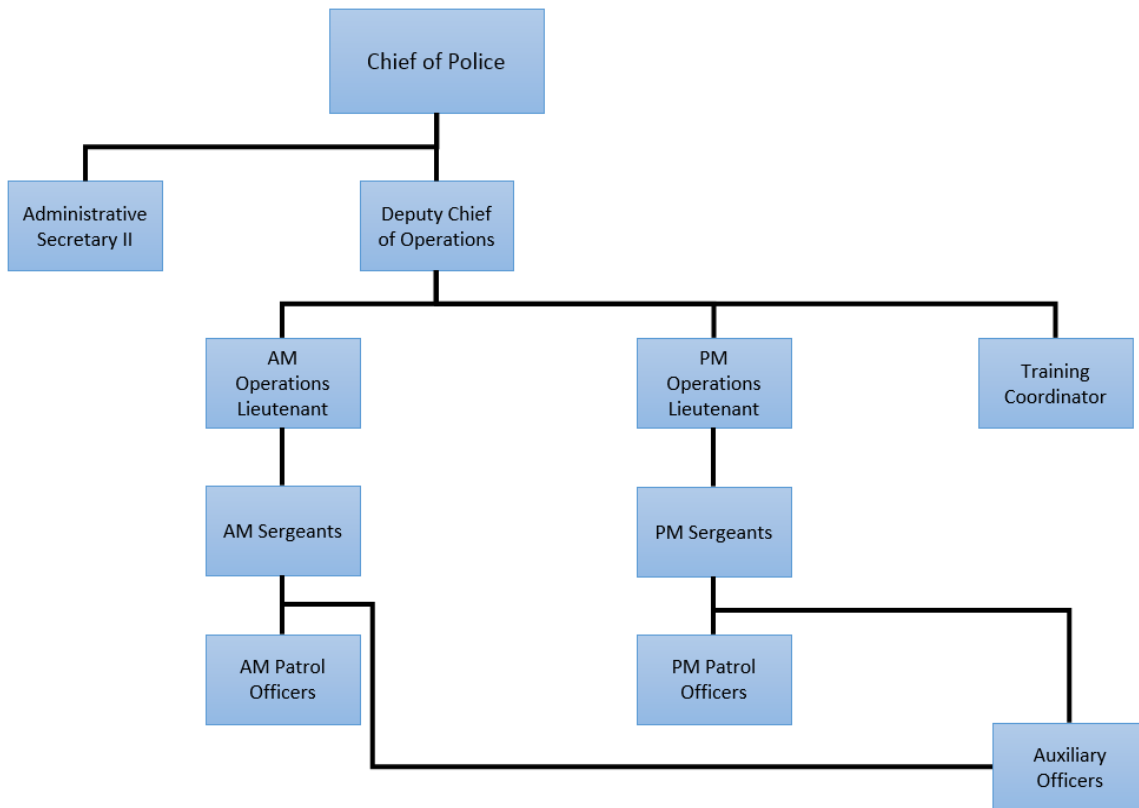 Chief of Police
Administrative
Secretary II
Deputy Chief
of Operations
AM
Operations
Lieutenant
PM
Operations
Lieutenant
Training
Coordinator
AM Sergeants
PM Sergeants
AM Patrol
Officers
PM Patrol
Officers
Auxiliary
Officers